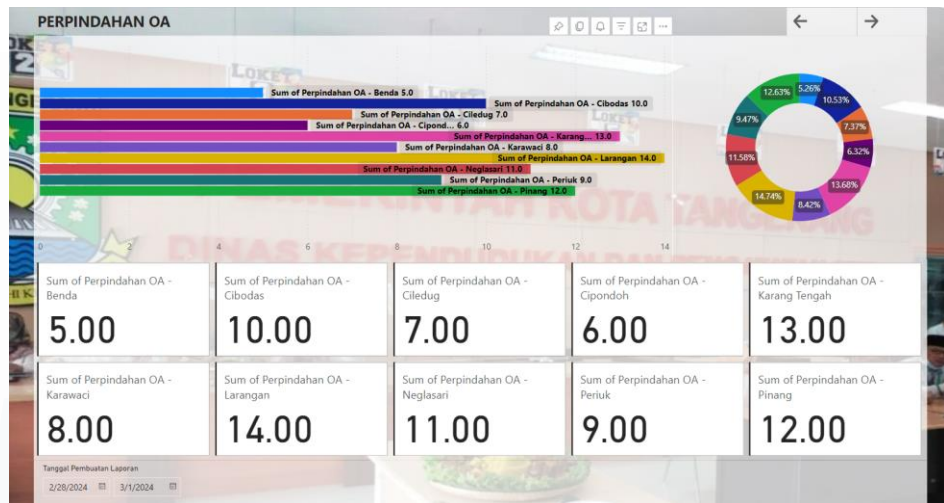 PERPINDAHAN OA
LOKET
Sum of Perpindahan OA - Benda 5.0
Sum of Perpindahan OA - Cibodas 10.0
Sum of Perpindahan OA - Ciledug 7.0
Sum of Perpindahan OA - Cipond... 6.0
Sum of Perpindahan OA - Karang... 13.0
Sum of Perpindahan OA - Karawaci 8.0
Sum of Perpindahan OA - Larangan 14.0
Sum of Perpindahan OA - Neglasari 11.0
Sum of Perpindahan OA - Periuk 9.0
Sum of Perpindahan OA - Pinang 12.0
0 2 4 6 8 10 12 14
12.63% 5.26%
10.53%
9.47%
7.37%
11.58%
6.32%
13.68%
14.74%
8.42%
KOTA TANGERANG
DINAS KEPENDUDUKAN DAN
Sum of Perpindahan OA -
Benda
5.00
Sum of Perpindahan OA -
Cibodas
10.00
Sum of Perpindahan OA -
Ciledug
7.00
Sum of Perpindahan OA -
Cipondoh
6.00
Sum of Perpindahan OA -
Karang Tengah
13.00
Sum of Perpindahan OA -
Karawaci
8.00
Sum of Perpindahan OA -
Larangan
14.00
Sum of Perpindahan OA -
Neglasari
11.00
Sum of Perpindahan OA -
Periuk
9.00
Sum of Perpindahan OA -
Pinang
12.00
Tanggal Pembuatan Laporan
2/28/2024 3/1/2024